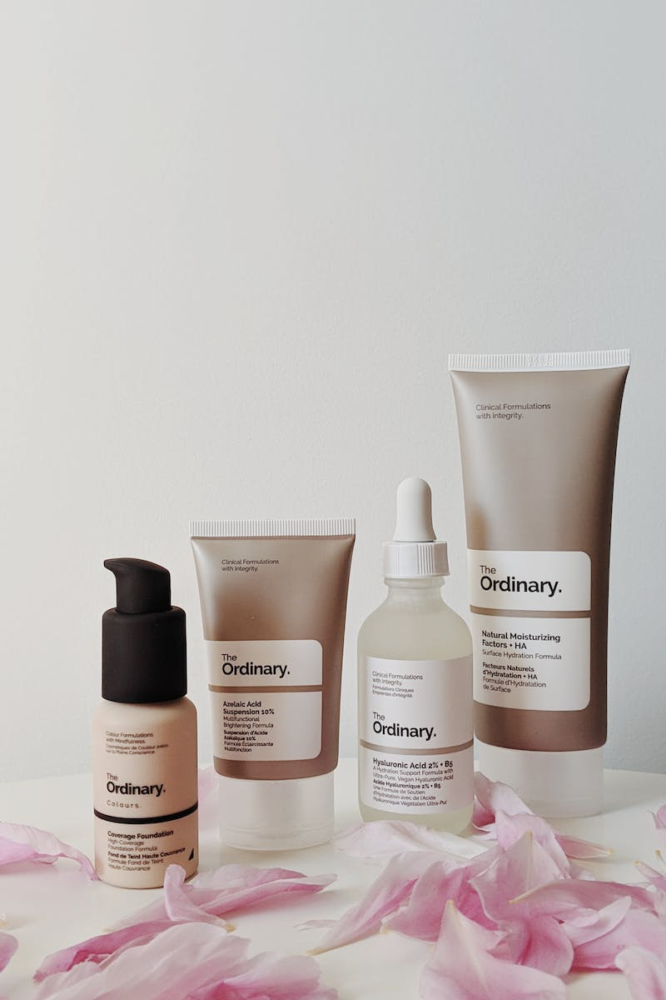 Colour Formulations
with Mindfulness.
Cosmétiques de Couleur axées
sur la Pleine Conscience
The
Ordinary.
Colours.
Coverage Foundation
High-Coverage
Foundation Formula
Fond de Teint Haute Couvrance
Formule Fond de Teint
Haute Couvrance
Clinical Formulations
with Integrity.
The
Ordinary.
Azelaic Acid
Suspension 10%
Multifunctional
Brightening Formula
Suspension d'Acide
Azélaïque 10%
Formule Éclaircissante
Multifonction
Clinical Formulations
with Integrity.
Formulations Cliniques
Empreintes d'Intégrité.
The
Ordinary.
Hyaluronic Acid 2% + B5
A Hydration Support Formula with
Ultra-Pure, Vegan Hyaluronic Acid
Acide Hyaluronique 2% + B5
Une Formule de Soutien
d'Hydratation avec de l'Acide
Hyaluronique Végétalien Ultra-Pur
Clinical Formulations
with Integrity.
The
Ordinary.
Natural Moisturizing
Factors + HA
Surface Hydration Formula
Facteurs Naturels
d'Hydratation + HA
Formule d'Hydratation
de Surface